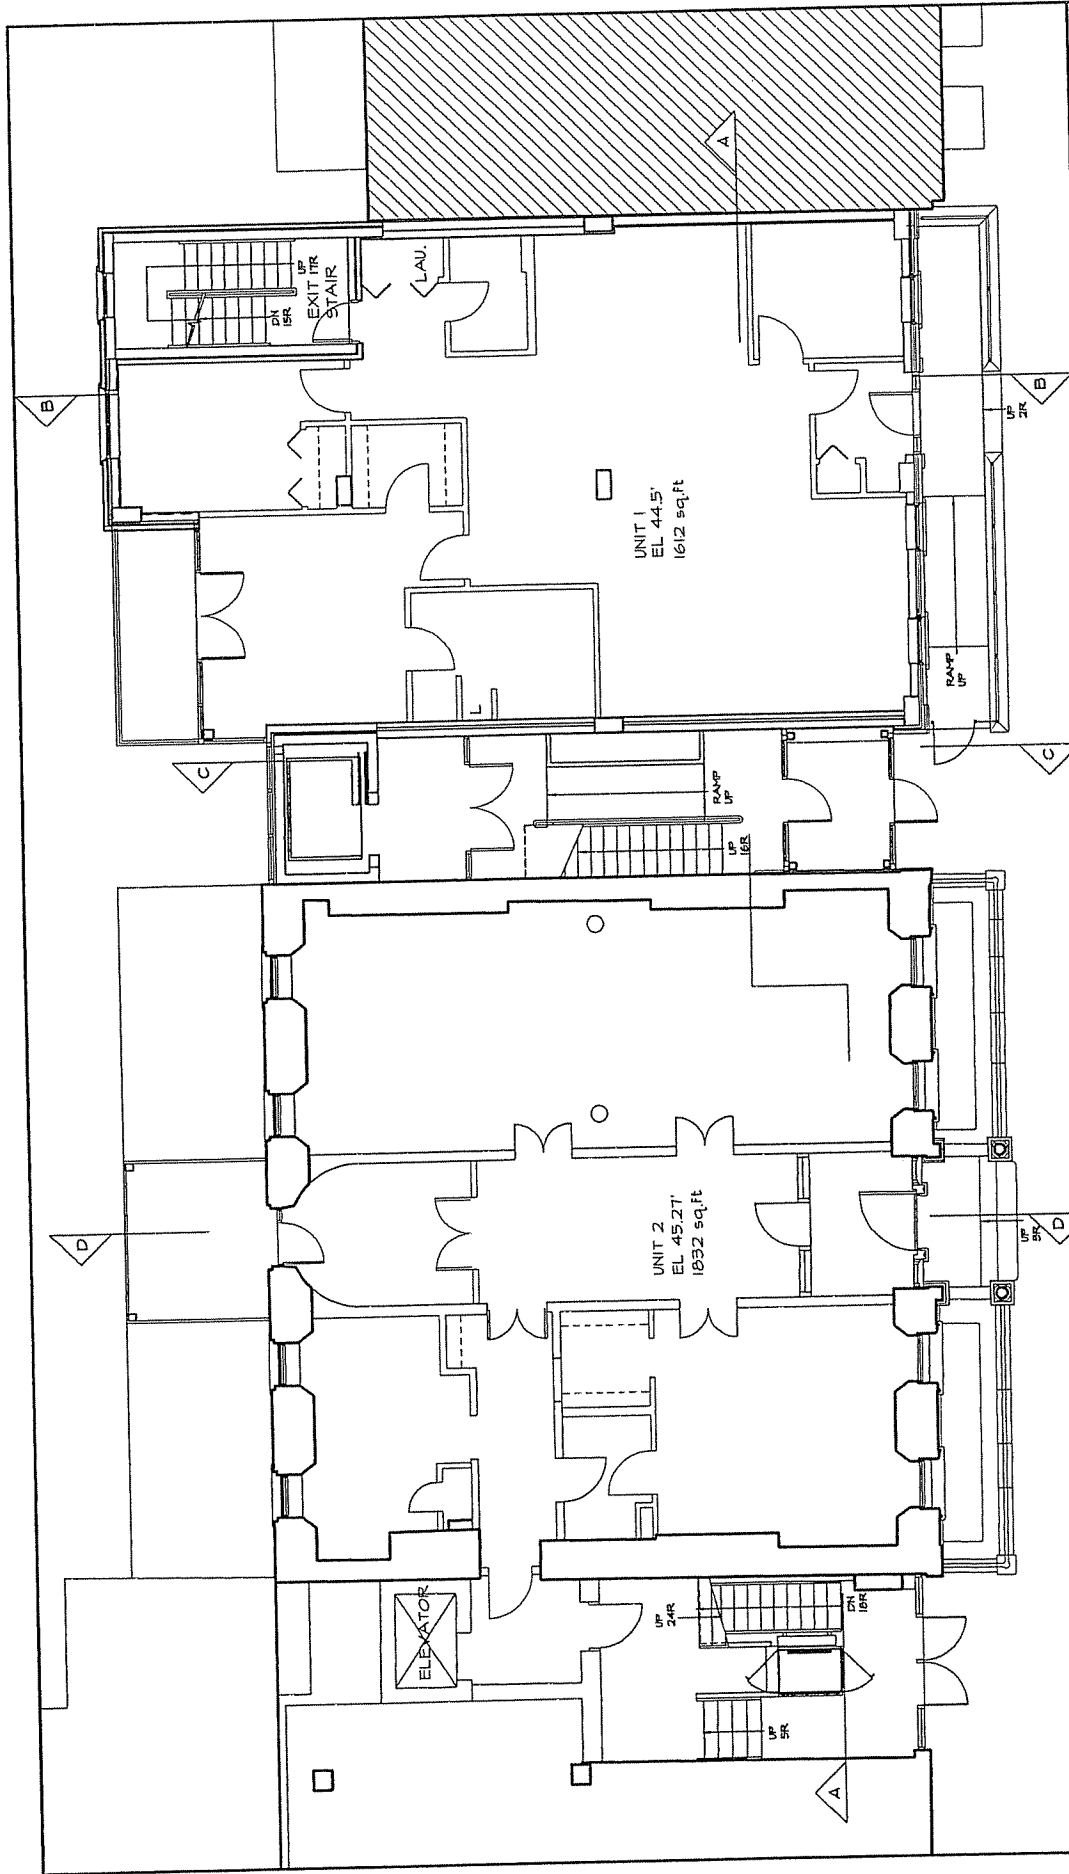 A
UP
17R
EXIT
STAIR
DN
15R
LAU.
B
B
UP
2R
UNIT 1
EL 44.5'
1612 sq.ft
RAMP
UP
L
C
C
RAMP
UP
UP
16R
D
UNIT 2
EL 45.27'
1832 sq.ft
UP
5R
D
ELEVATOR
UP
24R
DN
18R
UP
5R
A